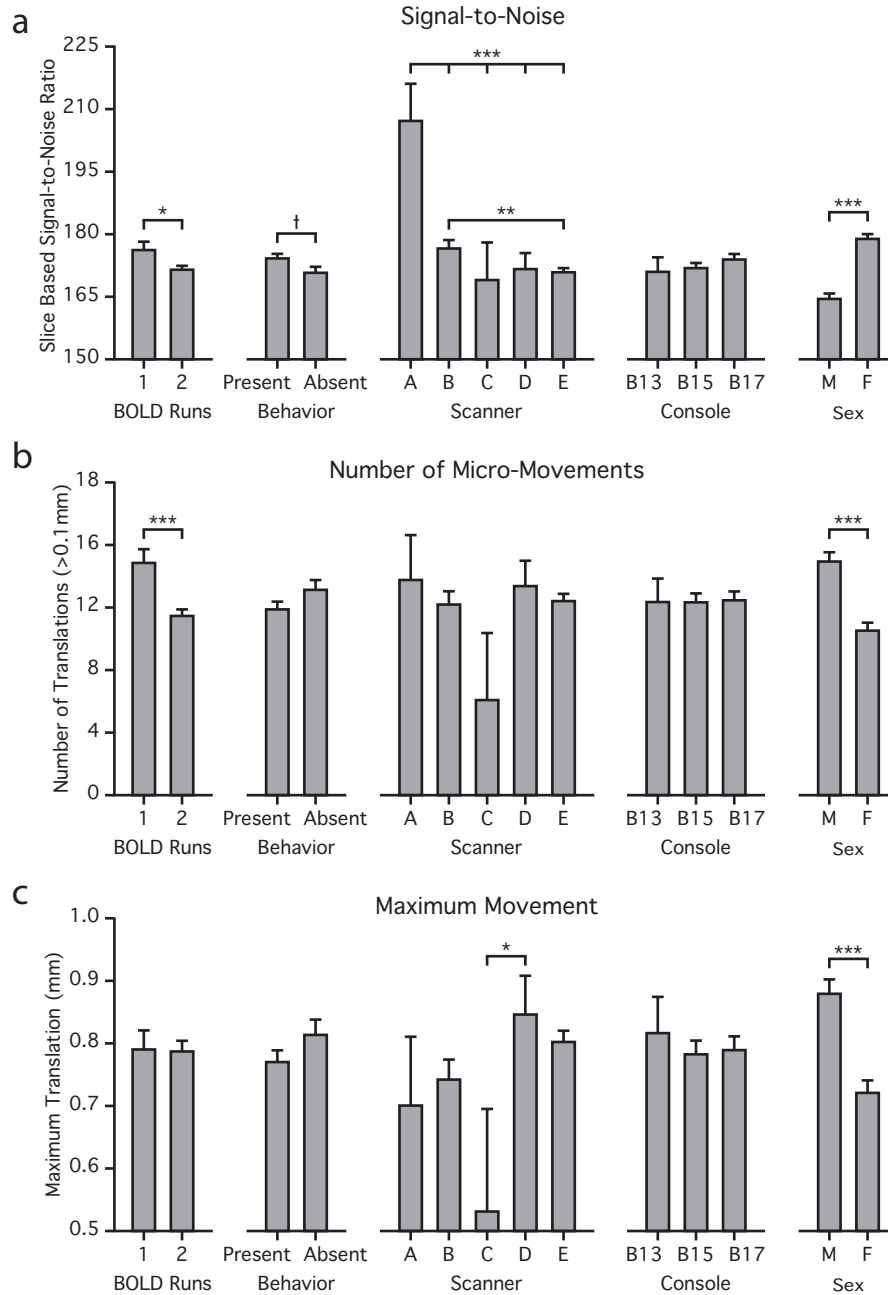 a
Signal-to-Noise
Slice Based Signal-to-Noise Ratio
225
210
195
180
165
150
*
†
***
**
***
1 2
Present Absent
A B C D E
B13 B15 B17
M F
BOLD Runs
Behavior
Scanner
Console
Sex
b
Number of Micro-Movements
Number of Translations (>0.1mm)
18
16
12
8
4
0
***
***
1 2
Present Absent
A B C D E
B13 B15 B17
M F
BOLD Runs
Behavior
Scanner
Console
Sex
c
Maximum Movement
Maximum Translation (mm)
1.0
0.9
0.8
0.7
0.6
0.5
*
***
1 2
Present Absent
A B C D E
B13 B15 B17
M F
BOLD Runs
Behavior
Scanner
Console
Sex